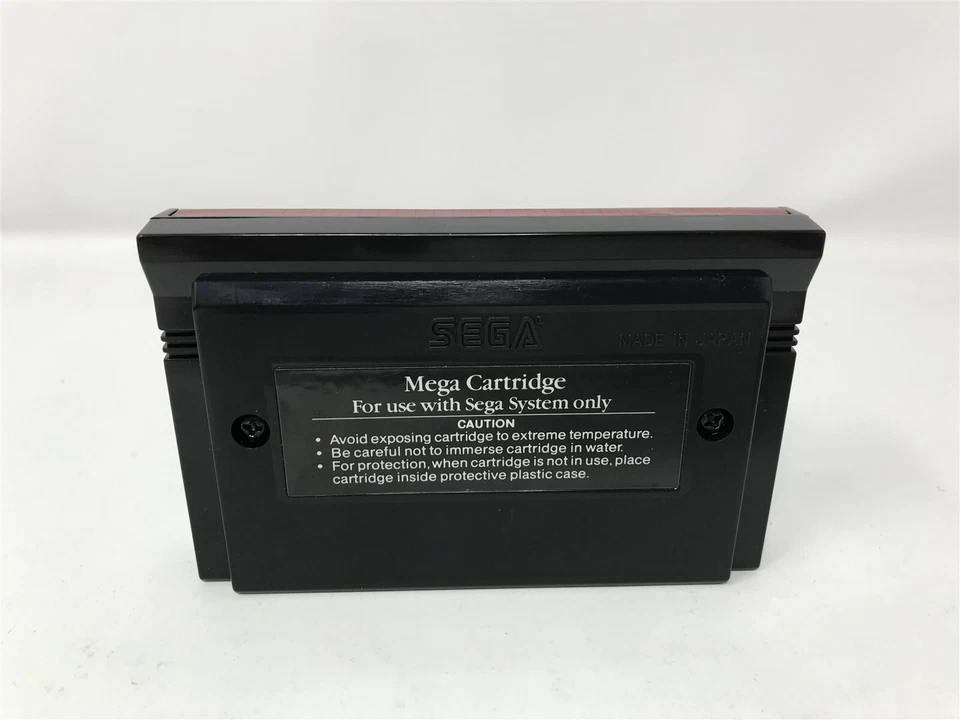 SEGA
MADE IN JAPAN
Mega Cartridge
For use with Sega System only
CAUTION
• Avoid exposing cartridge to extreme temperature.
• Be careful not to immerse cartridge in water.
• For protection, when cartridge is not in use, place
cartridge inside protective plastic case.